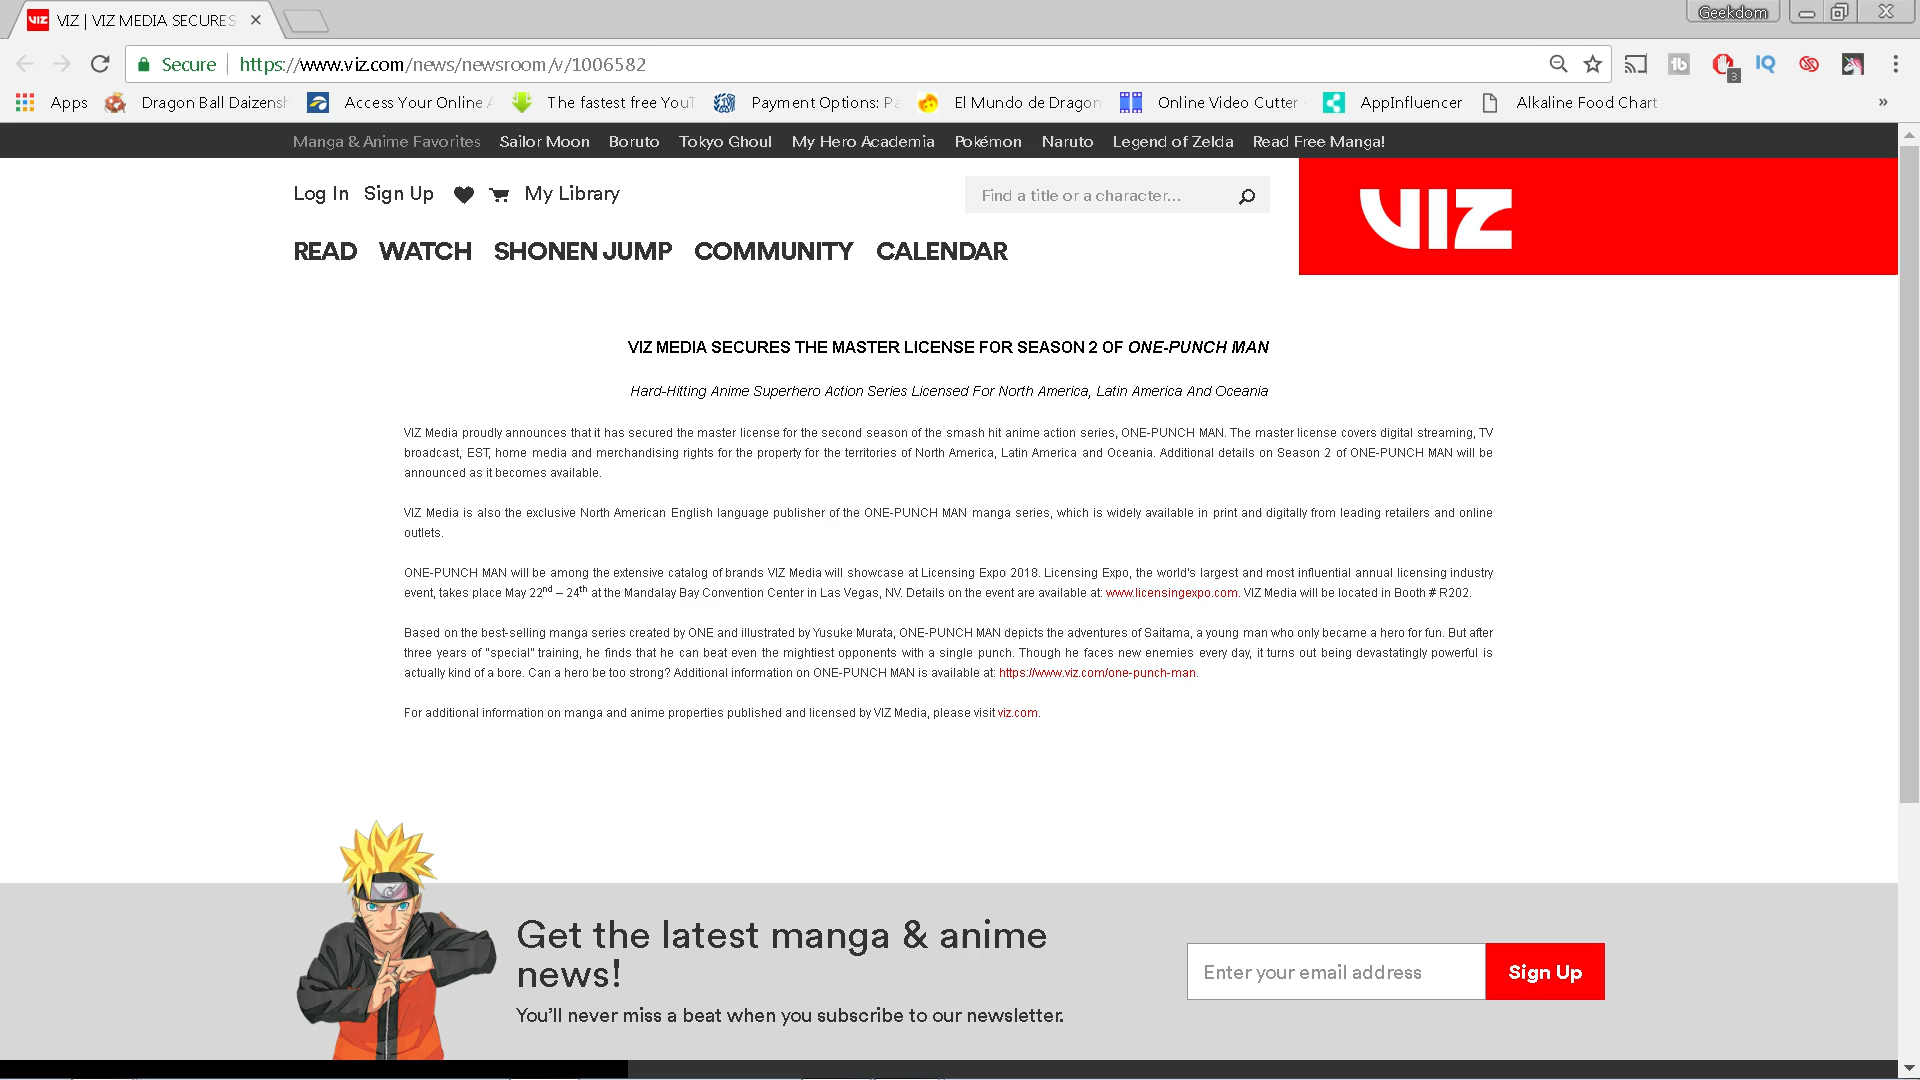 VIZ | VIZ MEDIA SECURES
Geekdom
Secure
https://www.viz.com/news/newsroom/v/1006582
3
Apps
Dragon Ball Daizensh
Access Your Online A
The fastest free YouT
Payment Options: Pa
El Mundo de Dragon
Online Video Cutter
AppInfluencer
Alkaline Food Chart
»
Manga & Anime Favorites
Sailor Moon
Boruto
Tokyo Ghoul
My Hero Academia
Pokémon
Naruto
Legend of Zelda
Read Free Manga!
Log In
Sign Up
My Library
Find a title or a character...
VIZ
READ
WATCH
SHONEN JUMP
COMMUNITY
CALENDAR
VIZ MEDIA SECURES THE MASTER LICENSE FOR SEASON 2 OF ONE-PUNCH MAN
Hard-Hitting Anime Superhero Action Series Licensed For North America, Latin America And Oceania
VIZ Media proudly announces that it has secured the master license for the second season of the smash hit anime action series, ONE-PUNCH MAN. The master license covers digital streaming, TV
broadcast, EST, home media and merchandising rights for the property for the territories of North America, Latin America and Oceania. Additional details on Season 2 of ONE-PUNCH MAN will be
announced as it becomes available.
VIZ Media is also the exclusive North American English language publisher of the ONE-PUNCH MAN manga series, which is widely available in print and digitally from leading retailers and online
outlets.
ONE-PUNCH MAN will be among the extensive catalog of brands VIZ Media will showcase at Licensing Expo 2018. Licensing Expo, the world's largest and most influential annual licensing industry
event, takes place May 22nd – 24th at the Mandalay Bay Convention Center in Las Vegas, NV. Details on the event are available at: www.licensingexpo.com. VIZ Media will be located in Booth # R202.
Based on the best-selling manga series created by ONE and illustrated by Yusuke Murata, ONE-PUNCH MAN depicts the adventures of Saitama, a young man who only became a hero for fun. But after
three years of "special" training, he finds that he can beat even the mightiest opponents with a single punch. Though he faces new enemies every day, it turns out being devastatingly powerful is
actually kind of a bore. Can a hero be too strong? Additional information on ONE-PUNCH MAN is available at: https://www.viz.com/one-punch-man.
For additional information on manga and anime properties published and licensed by VIZ Media, please visit viz.com.
Get the latest manga & anime
news!
You'll never miss a beat when you subscribe to our newsletter.
Enter your email address
Sign Up